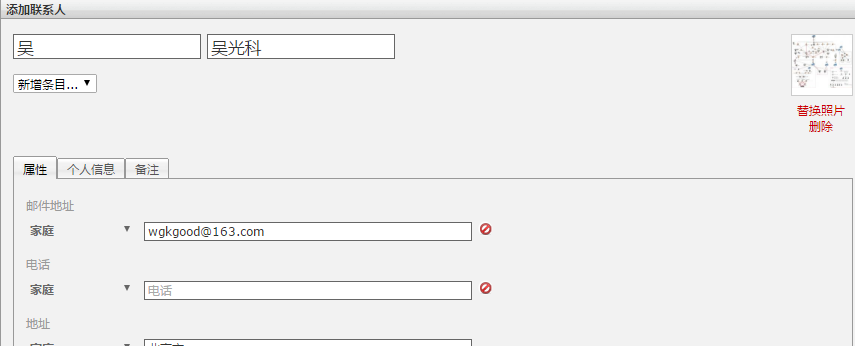 添加联系人
吴 吴光科
新增条目...
替换照片
删除
属性 个人信息 备注
邮件地址
家庭 wgkgood@163.com
电话
家庭 电话
地址